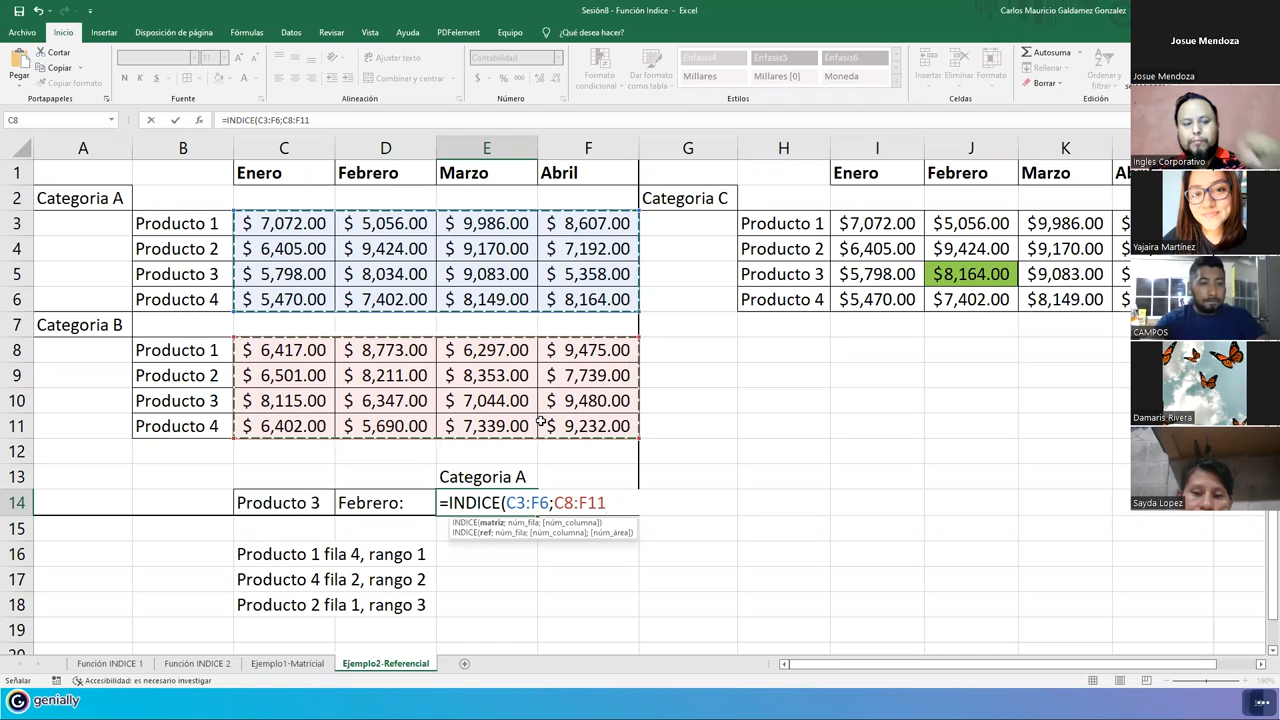 Sesión8 - Función Indice - Excel
Carlos Mauricio Galdamez Gonzalez
Archivo Inicio Insertar Disposición de página Fórmulas Datos Revisar Vista Ayuda PDFelement Equipo ¿Qué desea hacer?
Pegar
Cortar
Copiar
Copiar formato
Portapapeles
11
N K S
Fuente
Ajustar texto
Combinar y centrar
Alineación
Contabilidad
$ % 000
Número
Formato condicional
Dar formato como tabla
Énfasis4 Énfasis5 Énfasis6
Millares Millares [0] Moneda
Estilos
Insertar Eliminar Formato
Celdas
Autosuma
Rellenar
Borrar
Ordenar y
Edición
C8
=INDICE(C3:F6;C8:F11
A B C D E F G H I J K
1 Enero Febrero Marzo Abril Enero Febrero Marzo
2 Categoria A Categoria C
3 Producto 1 $ 7,072.00 $ 5,056.00 $ 9,986.00 $ 8,607.00 Producto 1 $7,072.00 $5,056.00 $9,986.00
4 Producto 2 $ 6,405.00 $ 9,424.00 $ 9,170.00 $ 7,192.00 Producto 2 $6,405.00 $9,424.00 $9,170.00
5 Producto 3 $ 5,798.00 $ 8,034.00 $ 9,083.00 $ 5,358.00 Producto 3 $5,798.00 $8,164.00 $9,083.00
6 Producto 4 $ 5,470.00 $ 7,402.00 $ 8,149.00 $ 8,164.00 Producto 4 $5,470.00 $7,402.00 $8,149.00
7 Categoria B
8 Producto 1 $ 6,417.00 $ 8,773.00 $ 6,297.00 $ 9,475.00
9 Producto 2 $ 6,501.00 $ 8,211.00 $ 8,353.00 $ 7,739.00
10 Producto 3 $ 8,115.00 $ 6,347.00 $ 7,044.00 $ 9,480.00
11 Producto 4 $ 6,402.00 $ 5,690.00 $ 7,339.00 $ 9,232.00
12
13 Categoria A
14 Producto 3 Febrero: =INDICE(C3:F6;C8:F11
INDICE(matriz; núm_fila; [núm_columna])
INDICE(ref; núm_fila; [núm_columna]; [núm_área])
15
16 Producto 1 fila 4, rango 1
17 Producto 4 fila 2, rango 2
18 Producto 2 fila 1, rango 3
19
Función INDICE 1 Función INDICE 2 Ejemplo1-Matricial Ejemplo2-Referencial
Señalar Accesibilidad: es necesario investigar
190%
genially
Josue Mendoza
Josue Mendoza
Ingles Corporativo
Yajaira Martínez
CAMPOS
Damaris Rivera
Sayda Lopez